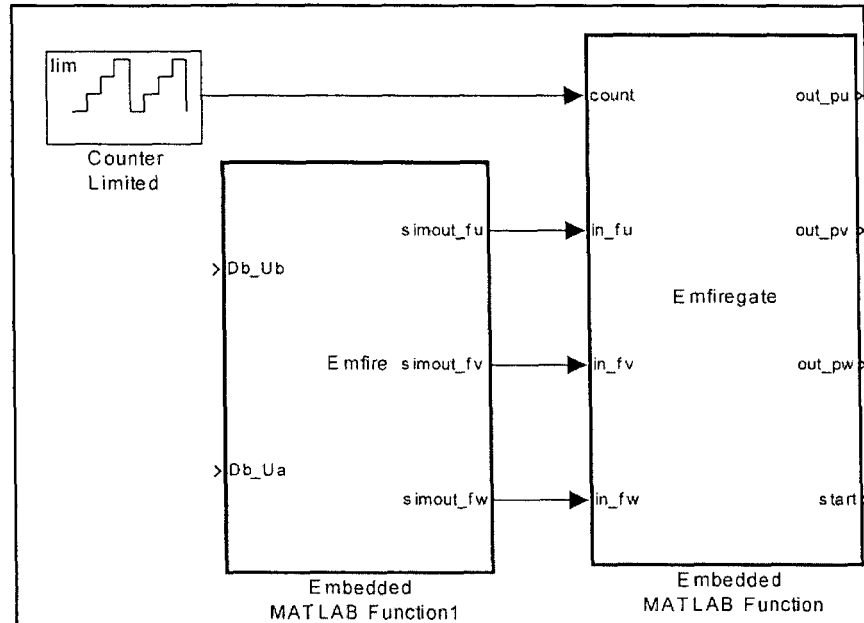 lim
Counter
Limited
count
out_pu
simout_fu
in_fu
out_pv
Db_Ub
Emfiregate
Emfire
simout_fv
in_fv
out_pw
Db_Ua
simout_fw
in_fw
start
Embedded
MATLAB Function1
Embedded
MATLAB Function